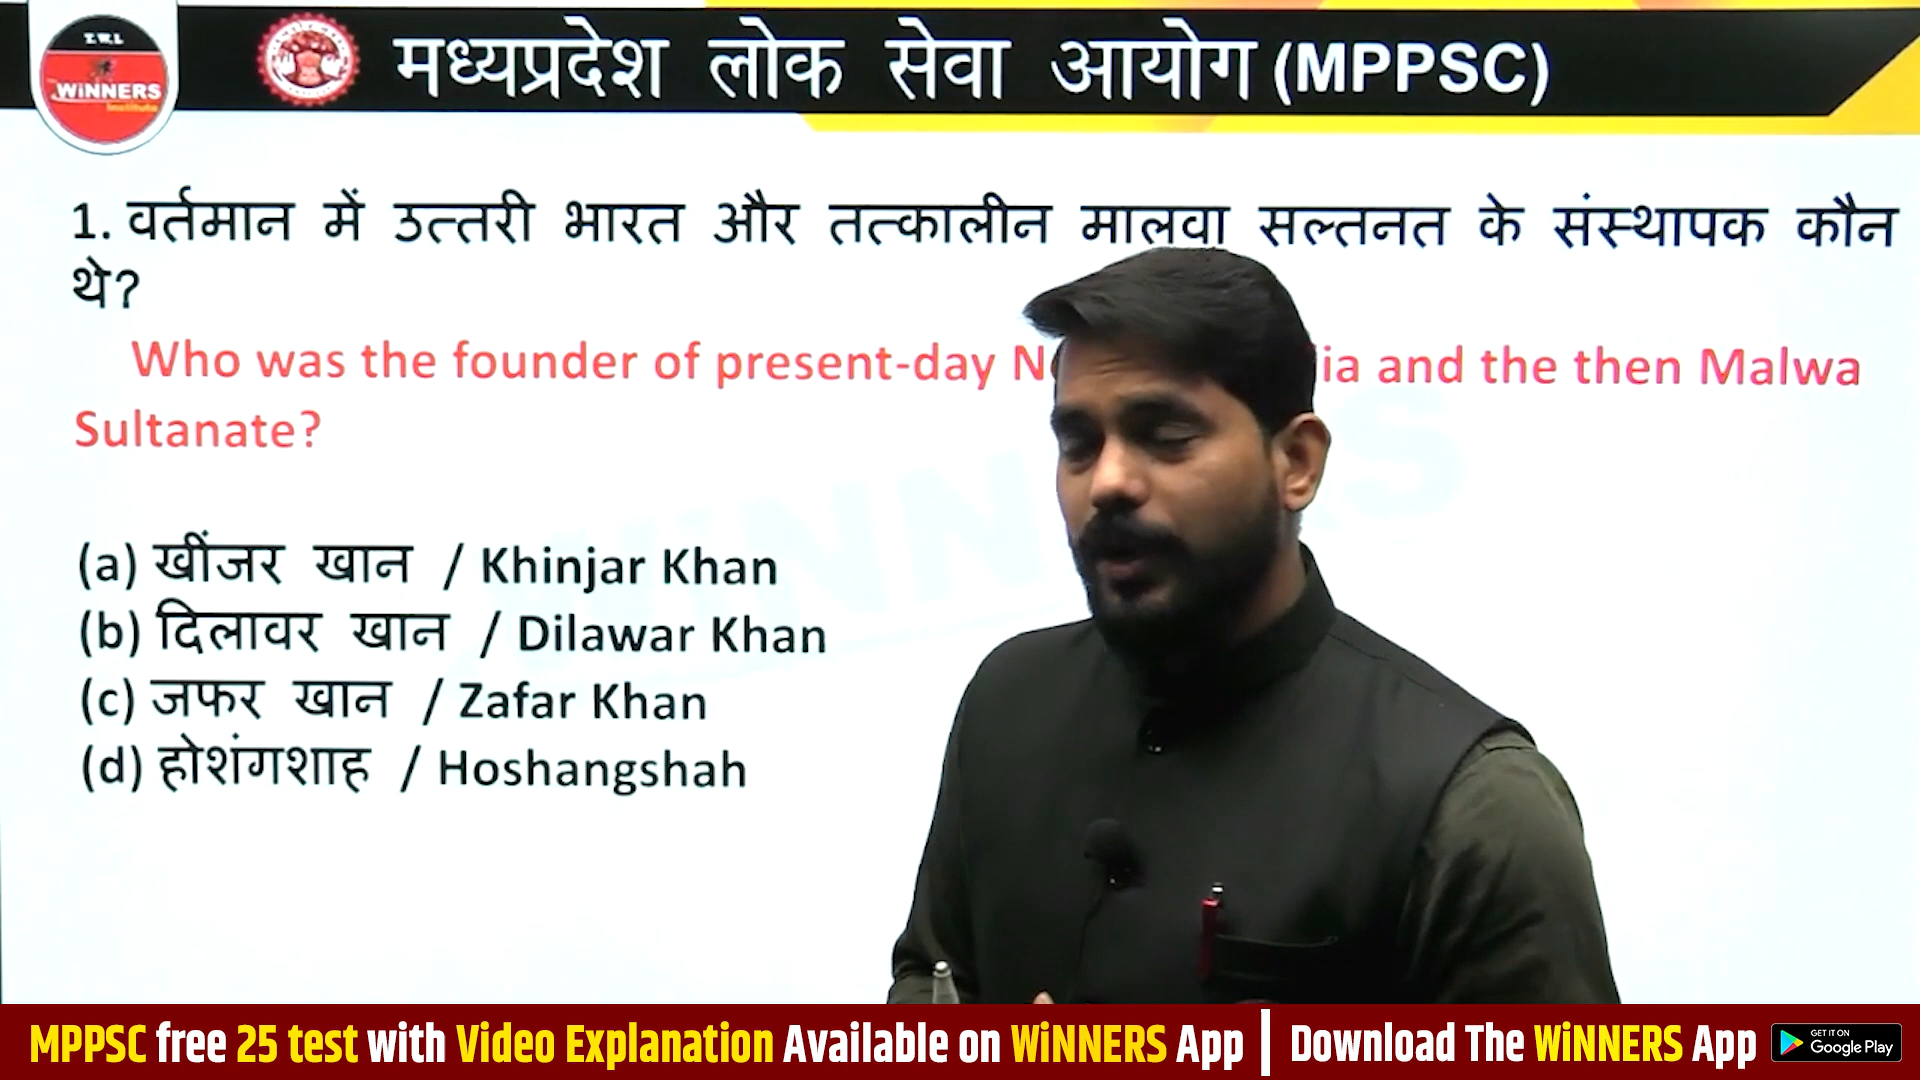 T.W.I.
WiNNERS
Institute
मध्यप्रदेश लोक सेवा आयोग (MPPSC)
1. वर्तमान में उत्तरी भारत और तत्कालीन मालवा सल्तनत के संस्थापक कौन
थे?
Who was the founder of present-day ia and the then Malwa
Sultanate?
(a) खींजर खान / Khinjar Khan
(b) दिलावर खान / Dilawar Khan
(c) जफर खान / Zafar Khan
(d) होशंगशाह / Hoshangshah
MPPSC free 25 test with Video Explanation Available on WiNNERS App | Download The WiNNERS App
GET IT ON
Google Play